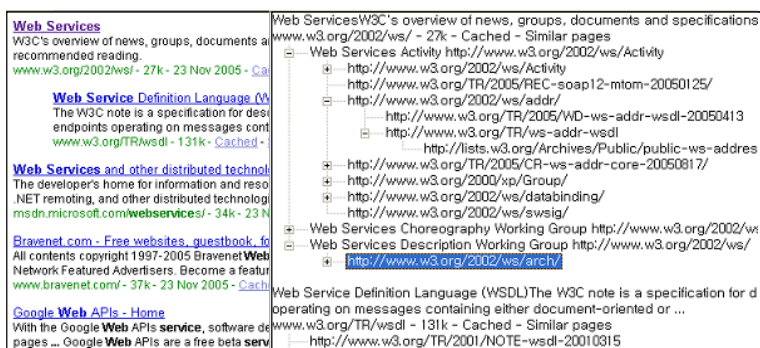 Web Services
W3C's overview of news, groups, documents a
recommended reading.
www.w3.org/2002/ws/ - 27k - 23 Nov 2005 - Ca
Web Service Definition Language (W
The W3C note is a specification for des
endpoints operating on messages cont
www.w3.org/TR/wsdl - 131k - Cached -
Web Services and other distributed technol
The developer's home for information and reso
.NET remoting, and other distributed technologi
msdn.microsoft.com/webservices/ - 34k - 23 N
Bravenet.com - Free websites, guestbook, fo
All contents copyright 1997-2005 Bravenet Web
Network Featured Advertisers. Become a featur
www.bravenet.com/ - 37k - 23 Nov 2005 - Cach
Google Web APIs - Home
With the Google Web APIs service, software de
pages ... Google Web APIs are a free beta serv
Web ServicesW3C's overview of news, groups, documents and specifications
www.w3.org/2002/ws/ - 27k - Cached - Similar pages
Web Services Activity http://www.w3.org/2002/ws/Activity
http://www.w3.org/2002/ws/Activity
http://www.w3.org/TR/2005/REC-soap12-mtom-20050125/
http://www.w3.org/2002/ws/addr/
http://www.w3.org/TR/2005/WD-ws-addr-wsdl-20050413
http://www.w3.org/TR/ws-addr-wsdl
http://lists.w3.org/Archives/Public/public-ws-addres
http://www.w3.org/TR/2005/CR-ws-addr-core-20050817/
http://www.w3.org/2000/xp/Group/
http://www.w3.org/2002/ws/databinding/
http://www.w3.org/2002/ws/swsig/
Web Services Choreography Working Group http://www.w3.org/2002/ws
Web Services Description Working Group http://www.w3.org/2002/ws/
http://www.w3.org/2002/ws/arch/
Web Service Definition Language (WSDL)The W3C note is a specification for d
operating on messages containing either document-oriented or ...
www.w3.org/TR/wsdl - 131k - Cached - Similar pages
http://www.w3.org/TR/2001/NOTE-wsdl-20010315